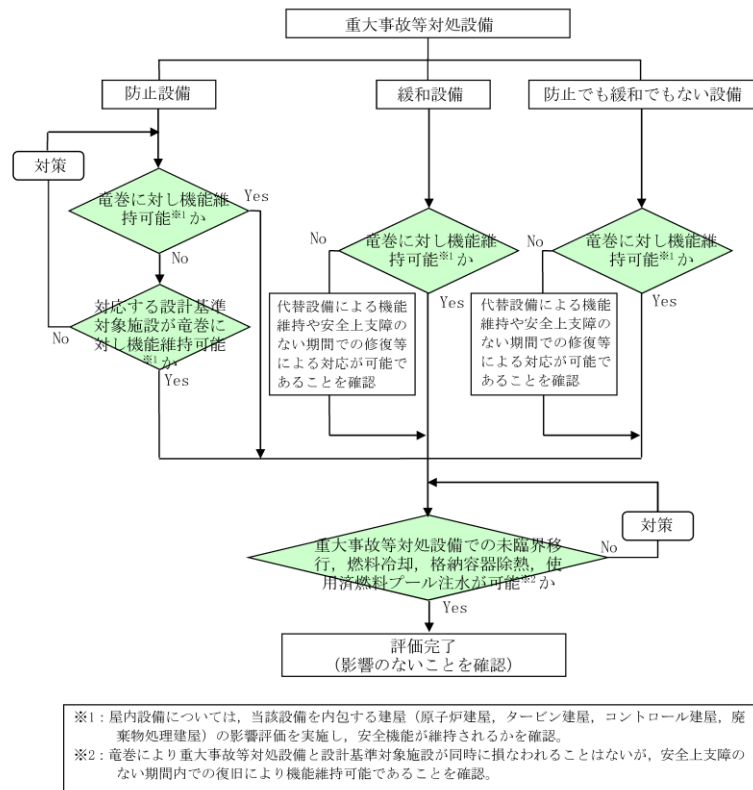 重大事故等対処設備
防止設備
緩和設備
防止でも緩和でもない設備
対策
竜巻に対し機能維
持可能※1か
Yes
No
対応する設計基準
対象施設が竜巻に
対し機能維持可能
※1か
No
Yes
No
竜巻に対し機能維
持可能※1か
Yes
代替設備による機能
維持や安全上支障の
ない期間での修復等
による対応が可能で
あることを確認
No
竜巻に対し機能維
持可能※1か
Yes
代替設備による機能
維持や安全上支障の
ない期間での修復等
による対応が可能で
あることを確認
対策
重大事故等対処設備での未臨界移
行，燃料冷却，格納容器除熱，使
用済燃料プール注水が可能※2か
No
Yes
評価完了
（影響のないことを確認）
※1：屋内設備については，当該設備を内包する建屋（原子炉建屋，タービン建屋，コントロール建屋，廃
棄物処理建屋）の影響評価を実施し，安全機能が維持されるかを確認。
※2：竜巻により重大事故等対処設備と設計基準対象施設が同時に損なわれることはないが，安全上支障の
ない期間内での復旧により機能維持可能であることを確認。